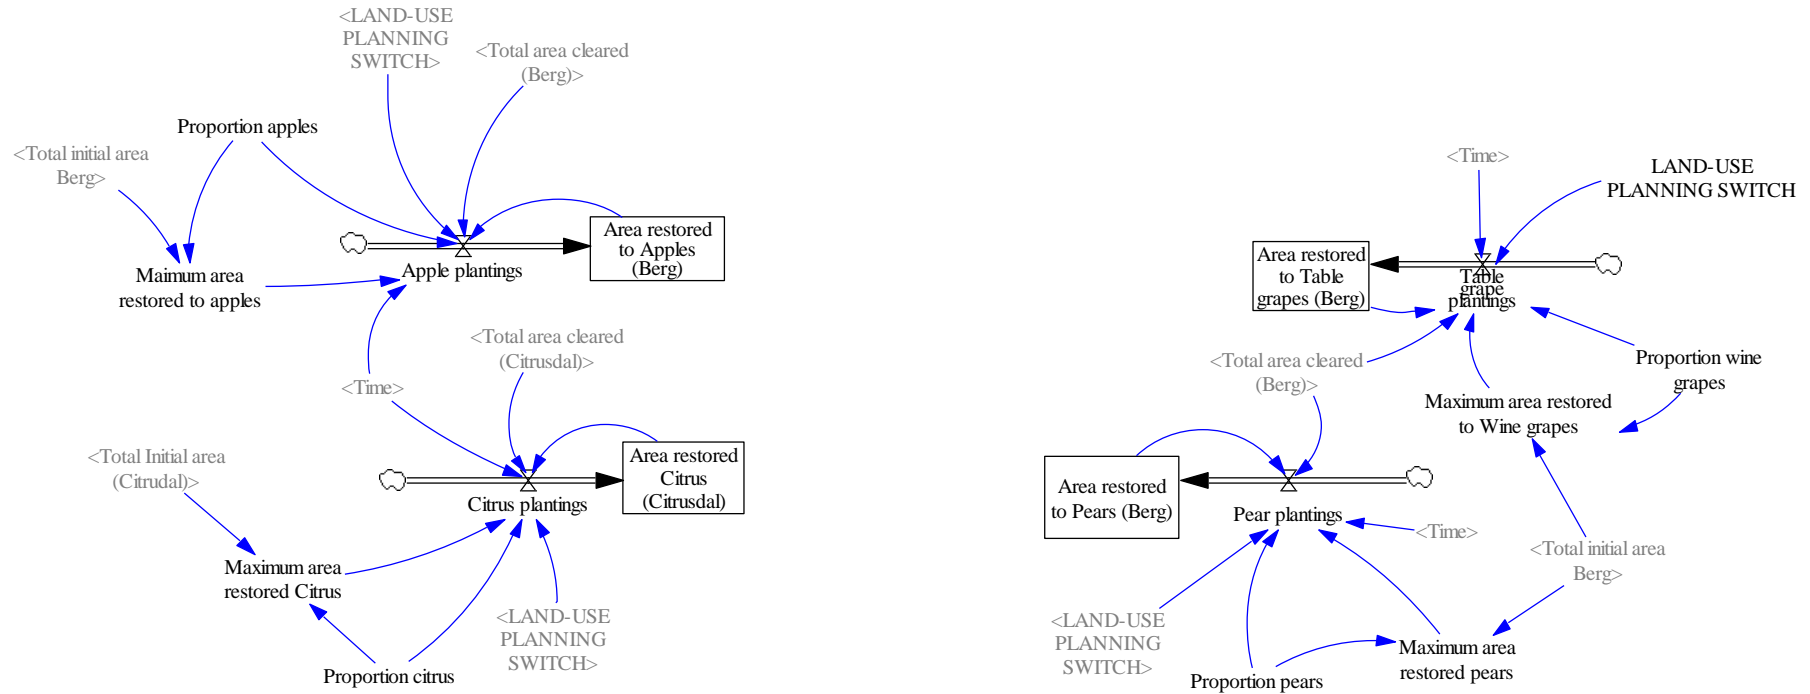 <LAND-USE
PLANNING
SWITCH>
<Total area cleared
(Berg)>
Proportion apples
<Total initial area
Berg>
Area restored
to Apples
(Berg)
Apple plantings
Maimum area
restored to apples
<Total area cleared
(Citrusdal)>
<Time>
<Total Initial area
(Citrudal)>
Area restored
Citrus
(Citrusdal)
Citrus plantings
Maximum area
restored Citrus
<LAND-USE
PLANNING
SWITCH>
Proportion citrus
<Time>
LAND-USE
PLANNING SWITCH
Area restored
to Table
grapes (Berg)
Table
grape
plantings
<Total area cleared
(Berg)>
Proportion wine
grapes
Maximum area restored
to Wine grapes
Area restored
to Pears (Berg)
Pear plantings
<Time>
<Total initial area
Berg>
<LAND-USE
PLANNING
SWITCH>
Maximum area
restored pears
Proportion pears